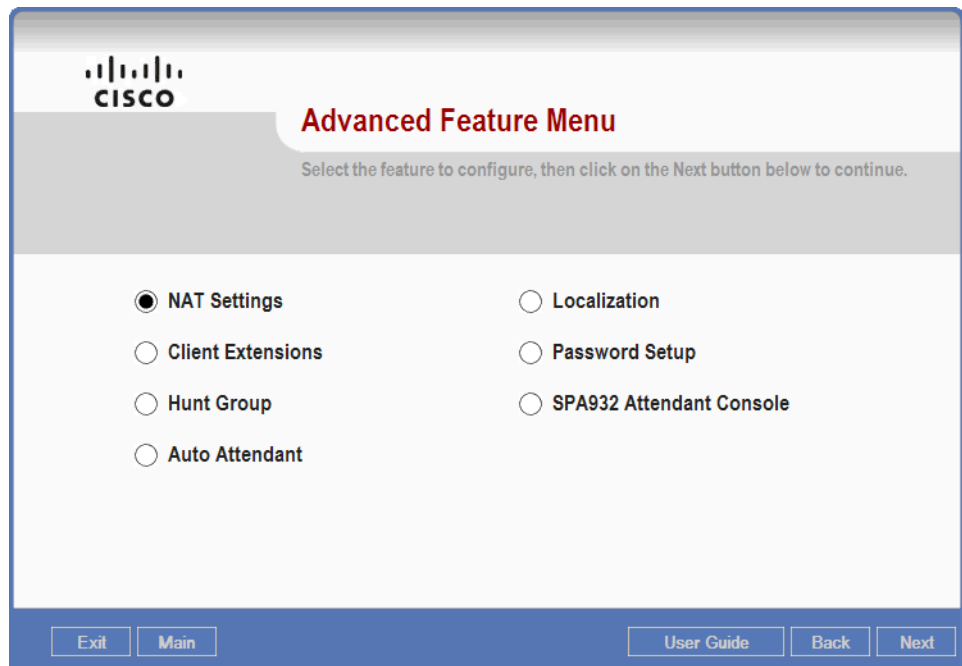 CISCO
Advanced Feature Menu
Select the feature to configure, then click on the Next button below to continue.
NAT Settings
Localization
Client Extensions
Password Setup
Hunt Group
SPA932 Attendant Console
Auto Attendant
Exit
Main
User Guide
Back
Next